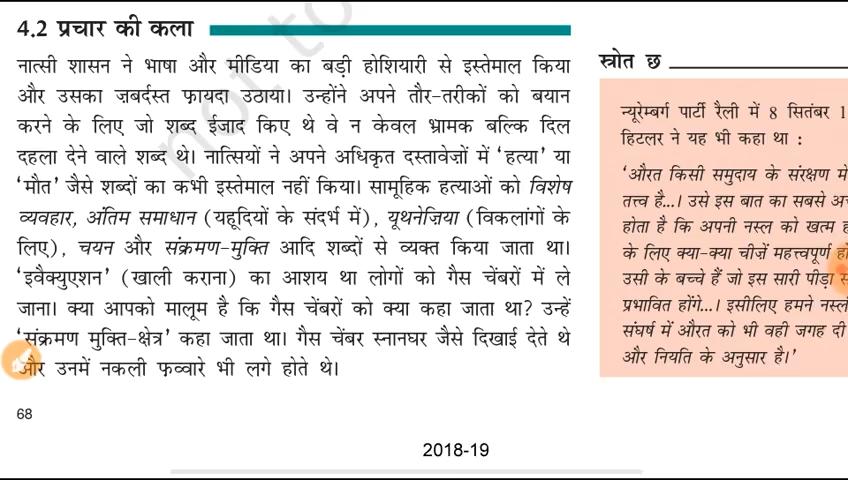 4.2 प्रचार की कला
नात्सी शासन ने भाषा और मीडिया का बड़ी होशियारी से इस्तेमाल किया
और उसका ज़बर्दस्त फ़ायदा उठाया। उन्होंने अपने तौर-तरीकों को बयान
करने के लिए जो शब्द ईजाद किए थे वे न केवल भ्रामक बल्कि दिल
दहला देने वाले शब्द थे। नात्सियों ने अपने अधिकृत दस्तावेज़ों में 'हत्या' या
'मौत' जैसे शब्दों का कभी इस्तेमाल नहीं किया। सामूहिक हत्याओं को विशेष
व्यवहार, अंतिम समाधान (यहूदियों के संदर्भ में), यूथनेज़िया (विकलांगों के
लिए), चयन और संक्रमण-मुक्ति आदि शब्दों से व्यक्त किया जाता था।
'इवैक्युएशन' (खाली कराना) का आशय था लोगों को गैस चेंबरों में ले
जाना। क्या आपको मालूम है कि गैस चेंबरों को क्या कहा जाता था? उन्हें
'संक्रमण मुक्ति-क्षेत्र' कहा जाता था। गैस चेंबर स्नानघर जैसे दिखाई देते थे
और उनमें नकली फ़व्वारे भी लगे होते थे।
स्रोत छ
न्यूरेम्बर्ग पार्टी रैली में 8 सितंबर 1
हिटलर ने यह भी कहा था :
'औरत किसी समुदाय के संरक्षण मे
तत्त्व है...। उसे इस बात का सबसे अच
होता है कि अपनी नस्ल को खत्म ह
के लिए क्या-क्या चीज़ें महत्त्वपूर्ण हो
उसी के बच्चे हैं जो इस सारी पीड़ा स
प्रभावित होंगे...। इसीलिए हमने नस्ल
संघर्ष में औरत को भी वही जगह दी
और नियति के अनुसार है।'
68
2018-19
not to